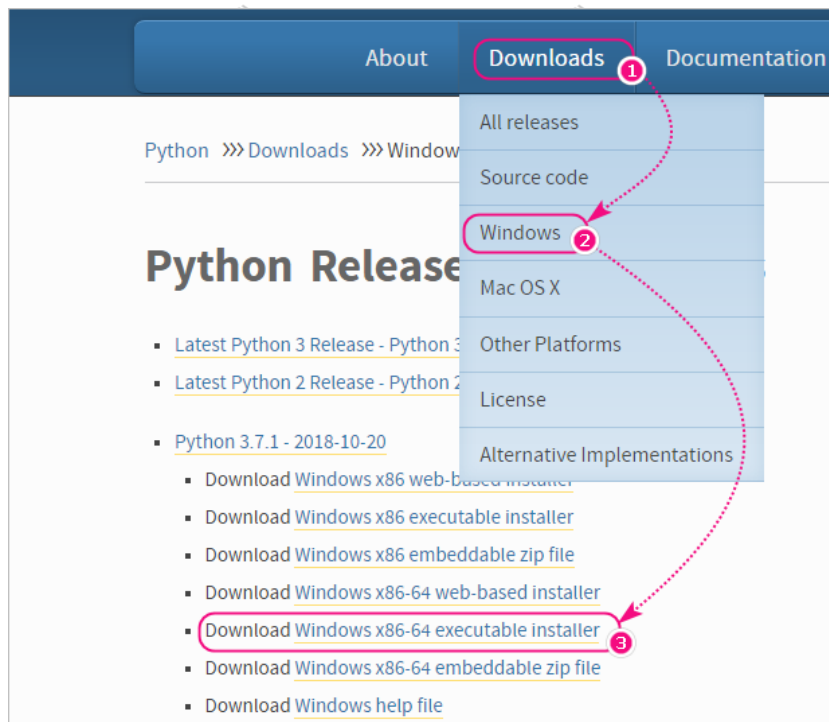 About Downloads 1 Documentation
All releases
Source code
Windows 2
Mac OS X
Other Platforms
License
Alternative Implementations
Python >>> Downloads >>> Window
Python Release
Latest Python 3 Release - Python 3
Latest Python 2 Release - Python 2
Python 3.7.1 - 2018-10-20
Download Windows x86 web-based installer
Download Windows x86 executable installer
Download Windows x86 embeddable zip file
Download Windows x86-64 web-based installer
Download Windows x86-64 executable installer 3
Download Windows x86-64 embeddable zip file
Download Windows help file